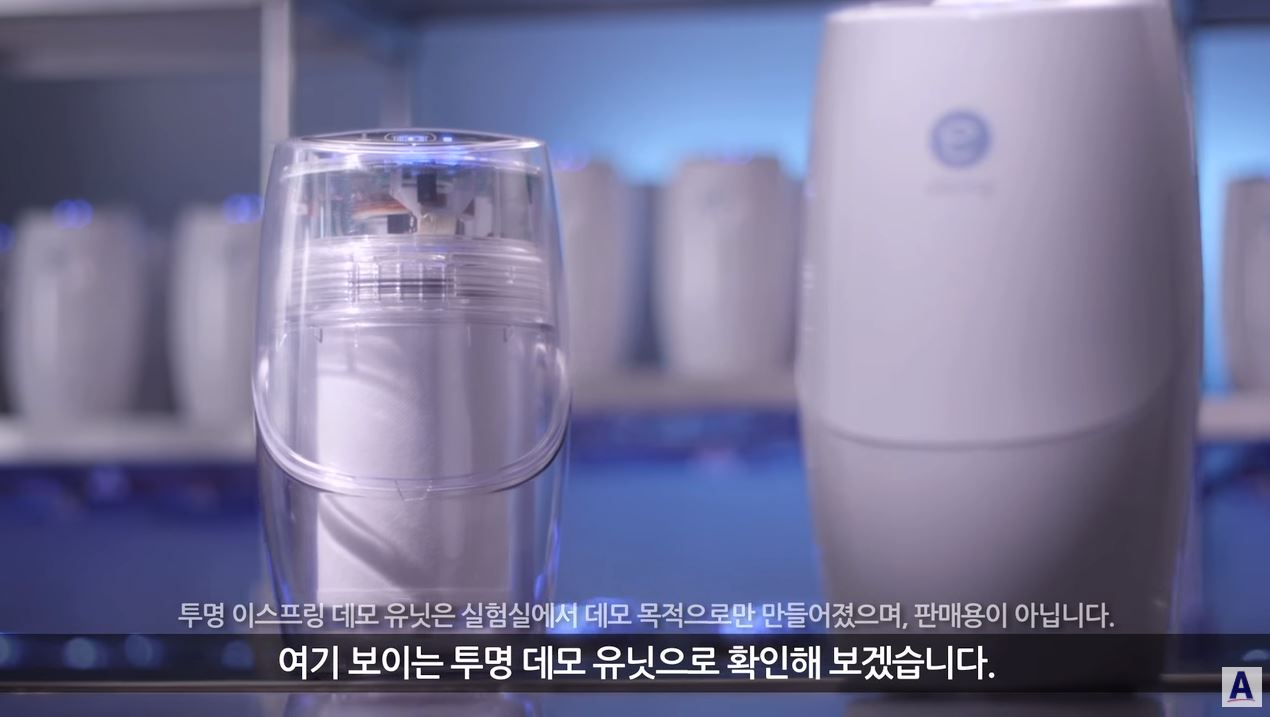 e
투명 이스프링 데모 유닛은 실험실에서 데모 목적으로만 만들어졌으며, 판매용이 아닙니다.
여기 보이는 투명 데모 유닛으로 확인해 보겠습니다.
A